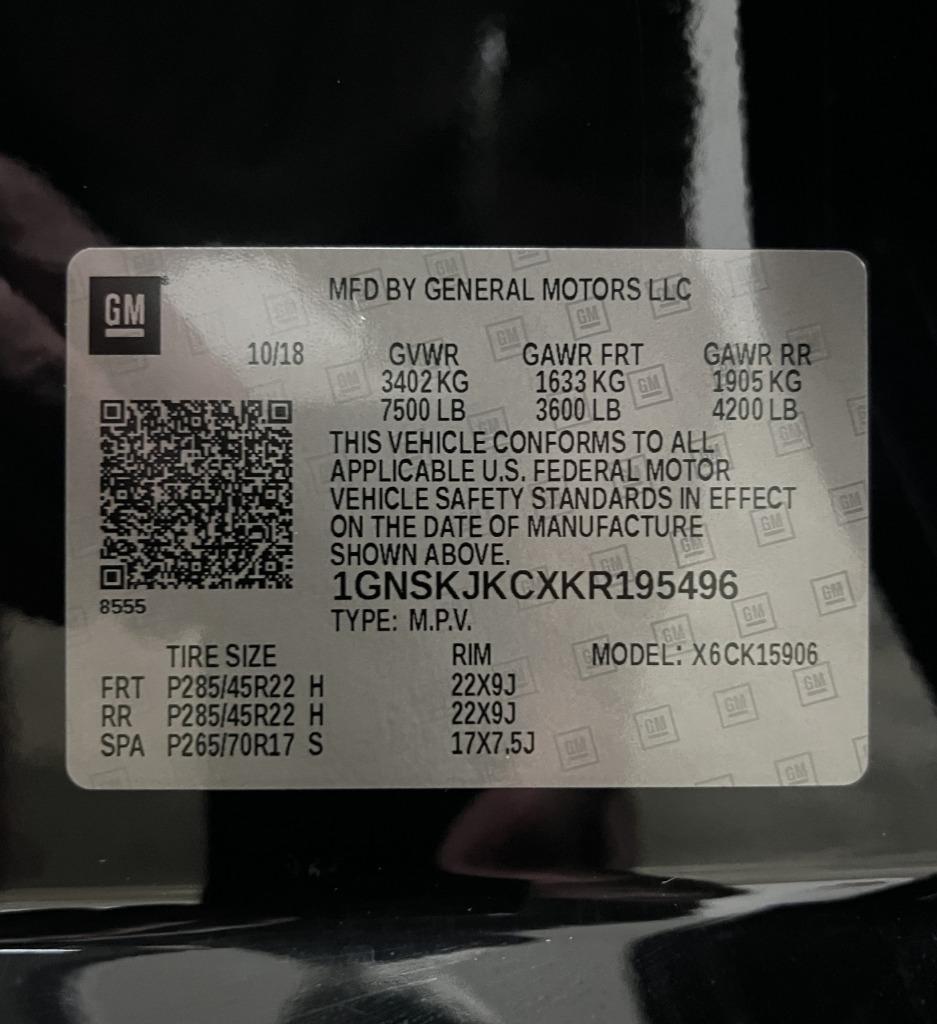 GM
MFD BY GENERAL MOTORS LLC
10/18 GVWR GAWR FRT GAWR RR
3402 KG 1633 KG 1905 KG
7500 LB 3600 LB 4200 LB
THIS VEHICLE CONFORMS TO ALL
APPLICABLE U.S. FEDERAL MOTOR
VEHICLE SAFETY STANDARDS IN EFFECT
ON THE DATE OF MANUFACTURE
SHOWN ABOVE.
1GNSKJKCXKR195496
8555
TYPE: M.P.V.
TIRE SIZE RIM MODEL: X6CK15906
FRT P285/45R22 H 22X9J
RR P285/45R22 H 22X9J
SPA P265/70R17 S 17X7.5J